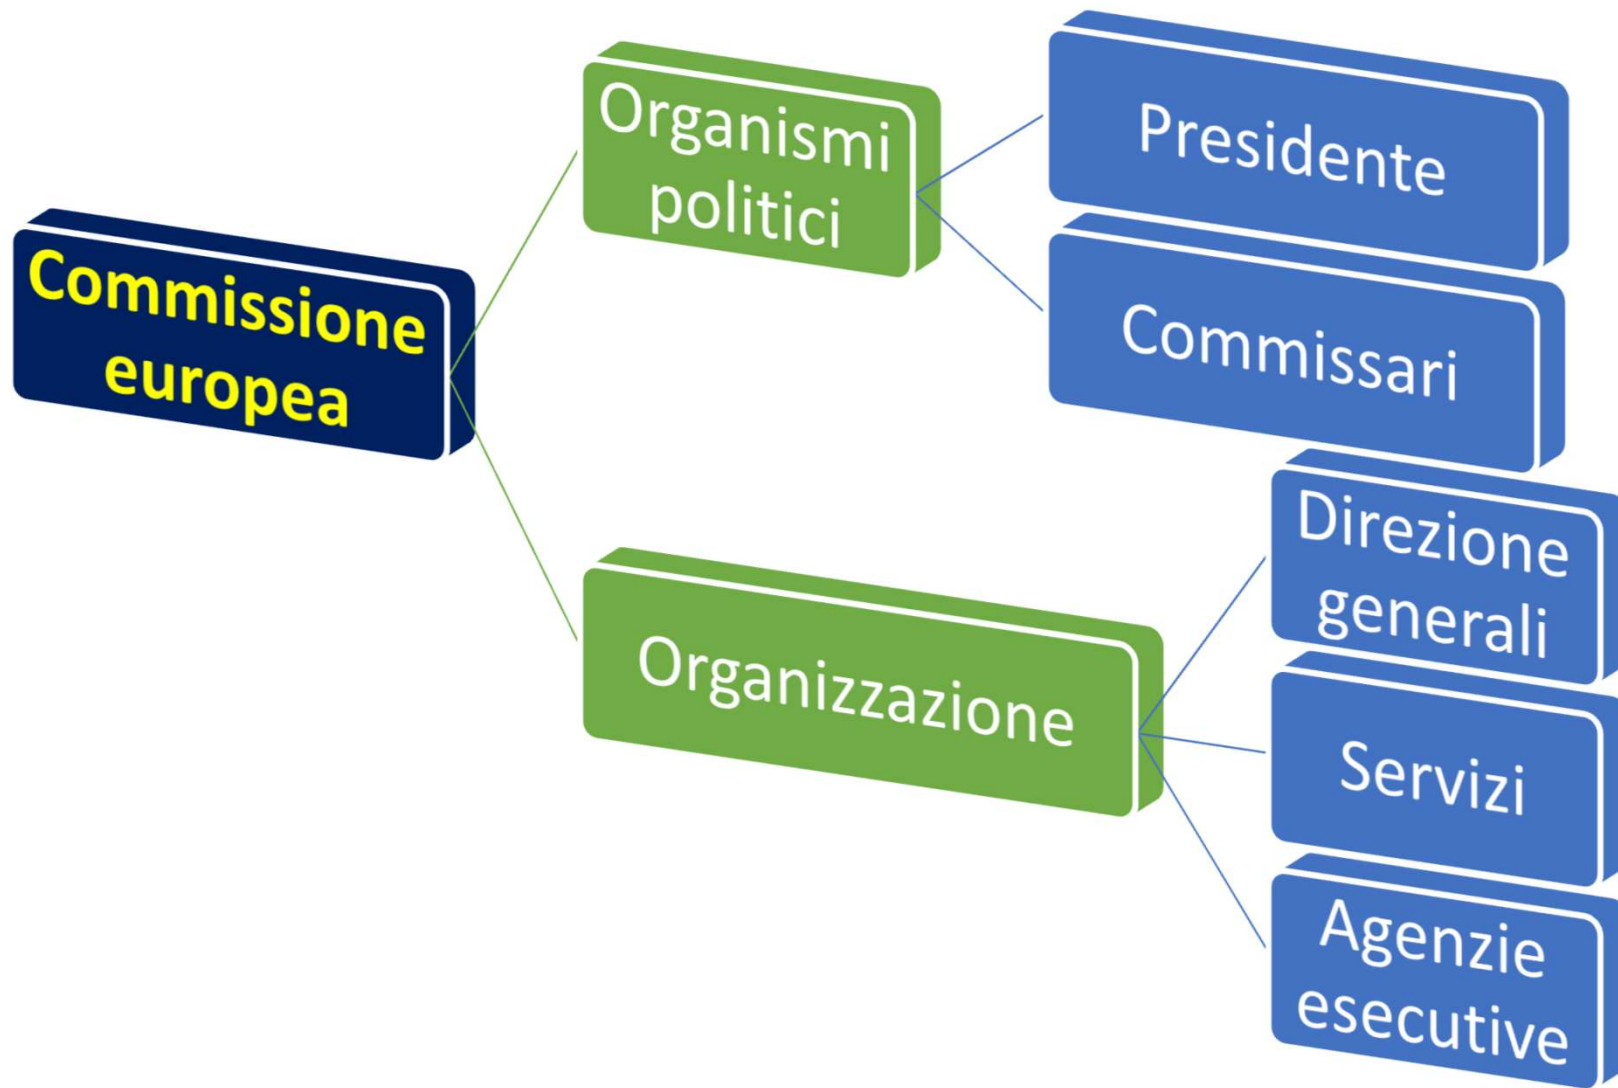 Commissione
europea
Organismi
politici
Presidente
Commissari
Organizzazione
Direzione
generali
Servizi
Agenzie
esecutive